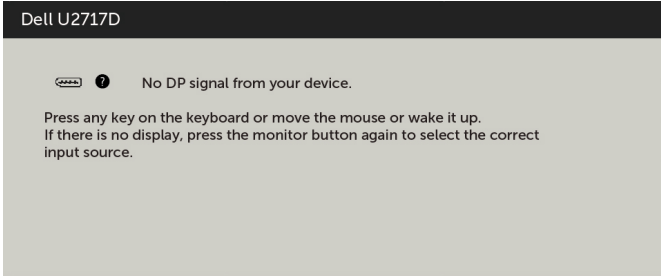 Dell U2717D
No DP signal from your device.
Press any key on the keyboard or move the mouse or wake it up.
If there is no display, press the monitor button again to select the correct
input source.